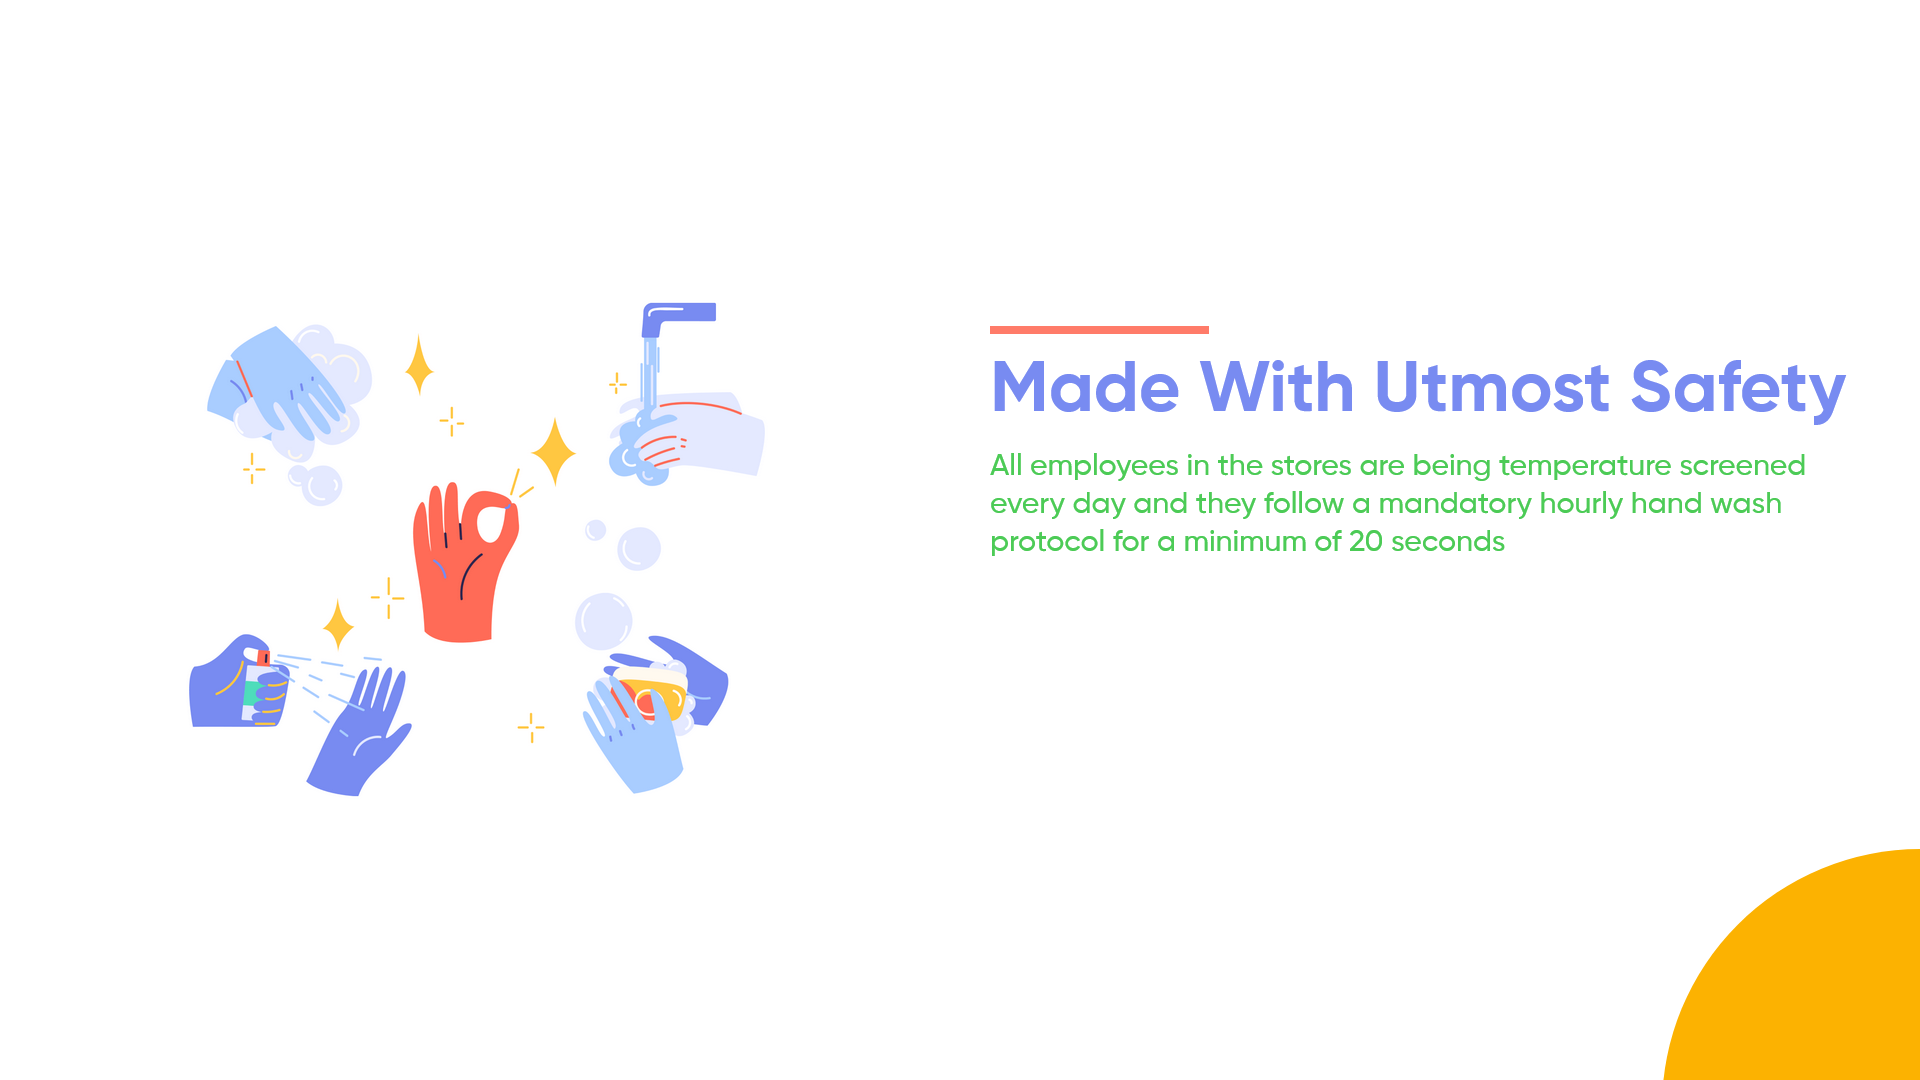 Made With Utmost Safety
All employees in the stores are being temperature screened
every day and they follow a mandatory hourly hand wash
protocol for a minimum of 20 seconds